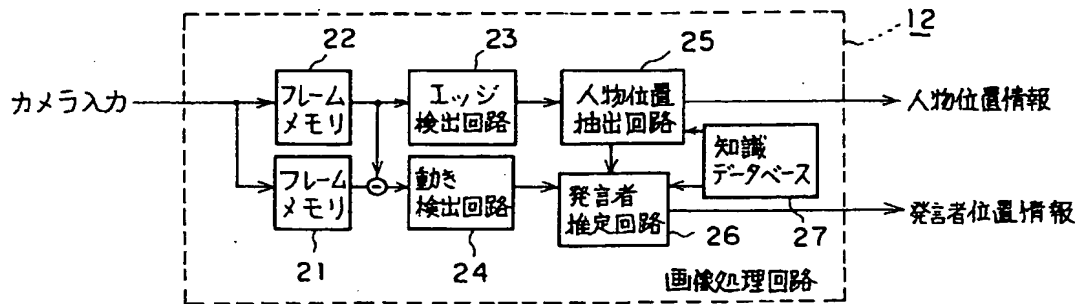 12
22
23
25
カメラ入力
フレーム
メモリ
エッジ
検出回路
人物位置
抽出回路
人物位置情報
知識
データベース
フレーム
メモリ
動き
検出回路
発言者
推定回路
発言者位置情報
21
24
26
27
画像処理回路